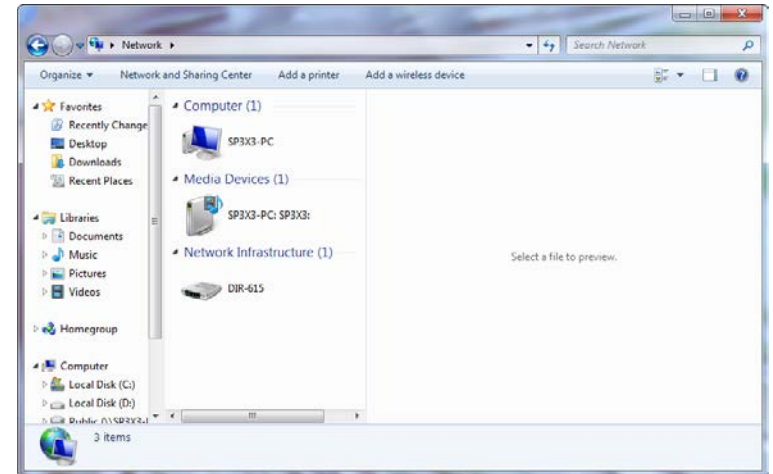 Network
Search Network
Organize
Network and Sharing Center
Add a printer
Add a wireless device
Favorites
Recently Change
Desktop
Downloads
Recent Places
Libraries
Documents
Music
Pictures
Videos
Homegroup
Computer
Local Disk (C:)
Local Disk (D:)
Computer (1)
SP3X3-PC
Media Devices (1)
SP3X3-PC: SP3X3:
Network Infrastructure (1)
DIR-615
Select a file to preview.
3 items